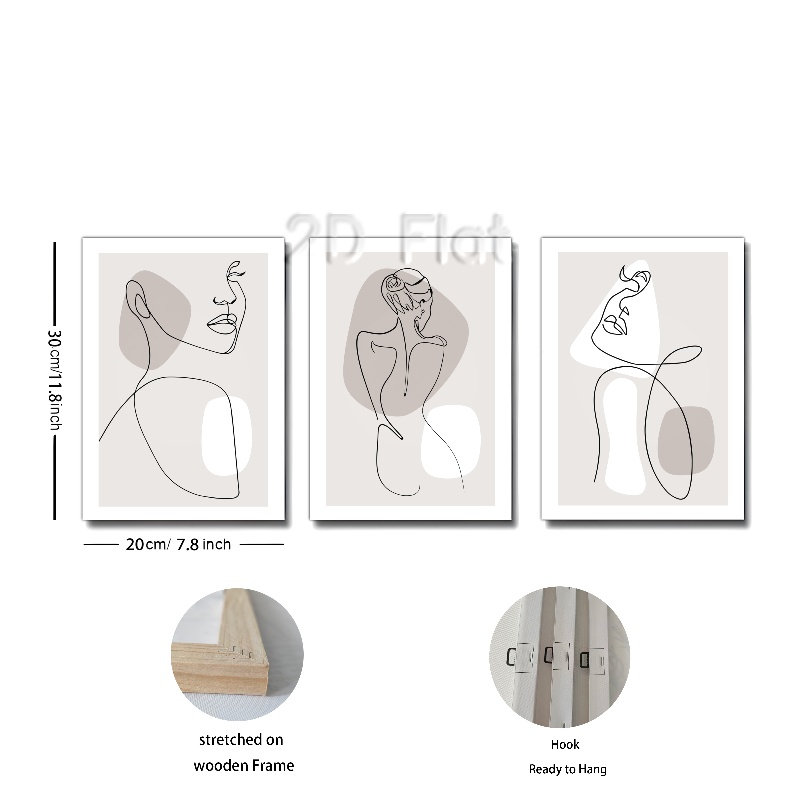 2D Flat
30cm/11.8inch
20cm/ 7.8 inch
stretched on
wooden Frame
Hook
Ready to Hang